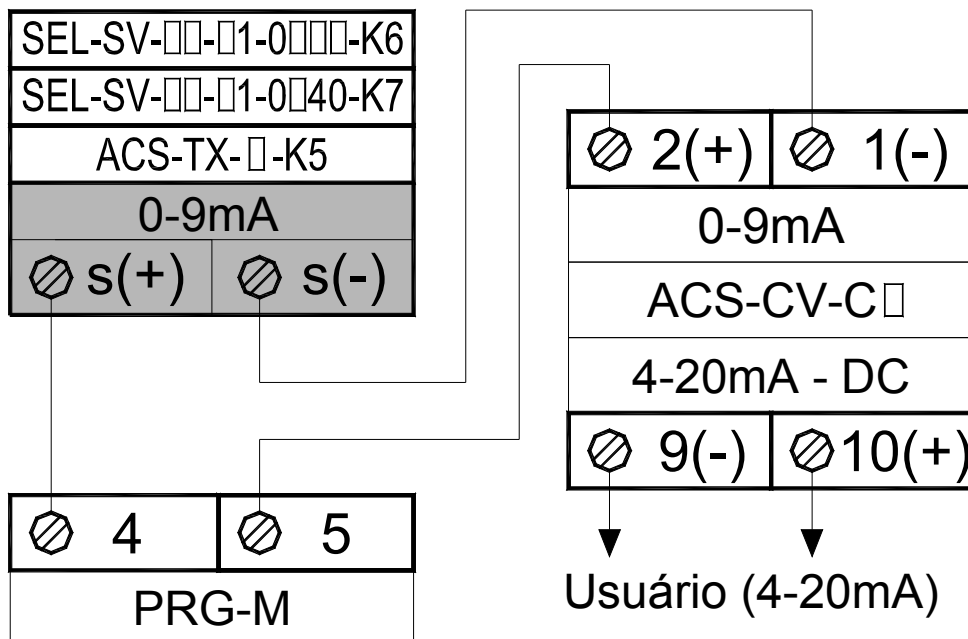 SEL-SV-▯▯-▯1-0▯▯▯-K6
SEL-SV-▯▯-▯1-0▯40-K7
ACS-TX-▯-K5
0-9mA
s(+) s(-)
4 5
PRG-M
2(+) 1(-)
0-9mA
ACS-CV-C▯
4-20mA - DC
9(-) 10(+)
Usuário (4-20mA)